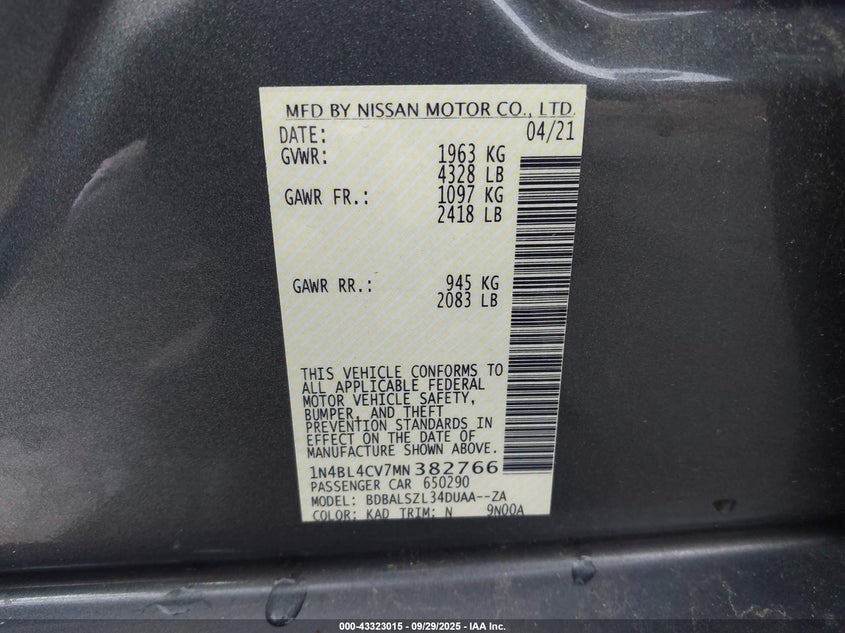 MFD BY NISSAN MOTOR CO., LTD.
DATE: 04/21
GVWR: 1963 KG
4328 LB
GAWR FR.: 1097 KG
2418 LB
GAWR RR.: 945 KG
2083 LB
THIS VEHICLE CONFORMS TO
ALL APPLICABLE FEDERAL
MOTOR VEHICLE SAFETY,
BUMPER, AND THEFT
PREVENTION STANDARDS IN
EFFECT ON THE DATE OF
MANUFACTURE SHOWN ABOVE.
1N4BL4CV7MN382766
PASSENGER CAR 650290
MODEL: BDBALSZL34DUAA--ZA
COLOR: KAD TRIM: N 9N00A
000-43323015 | 09/29/2025 - IAA Inc.